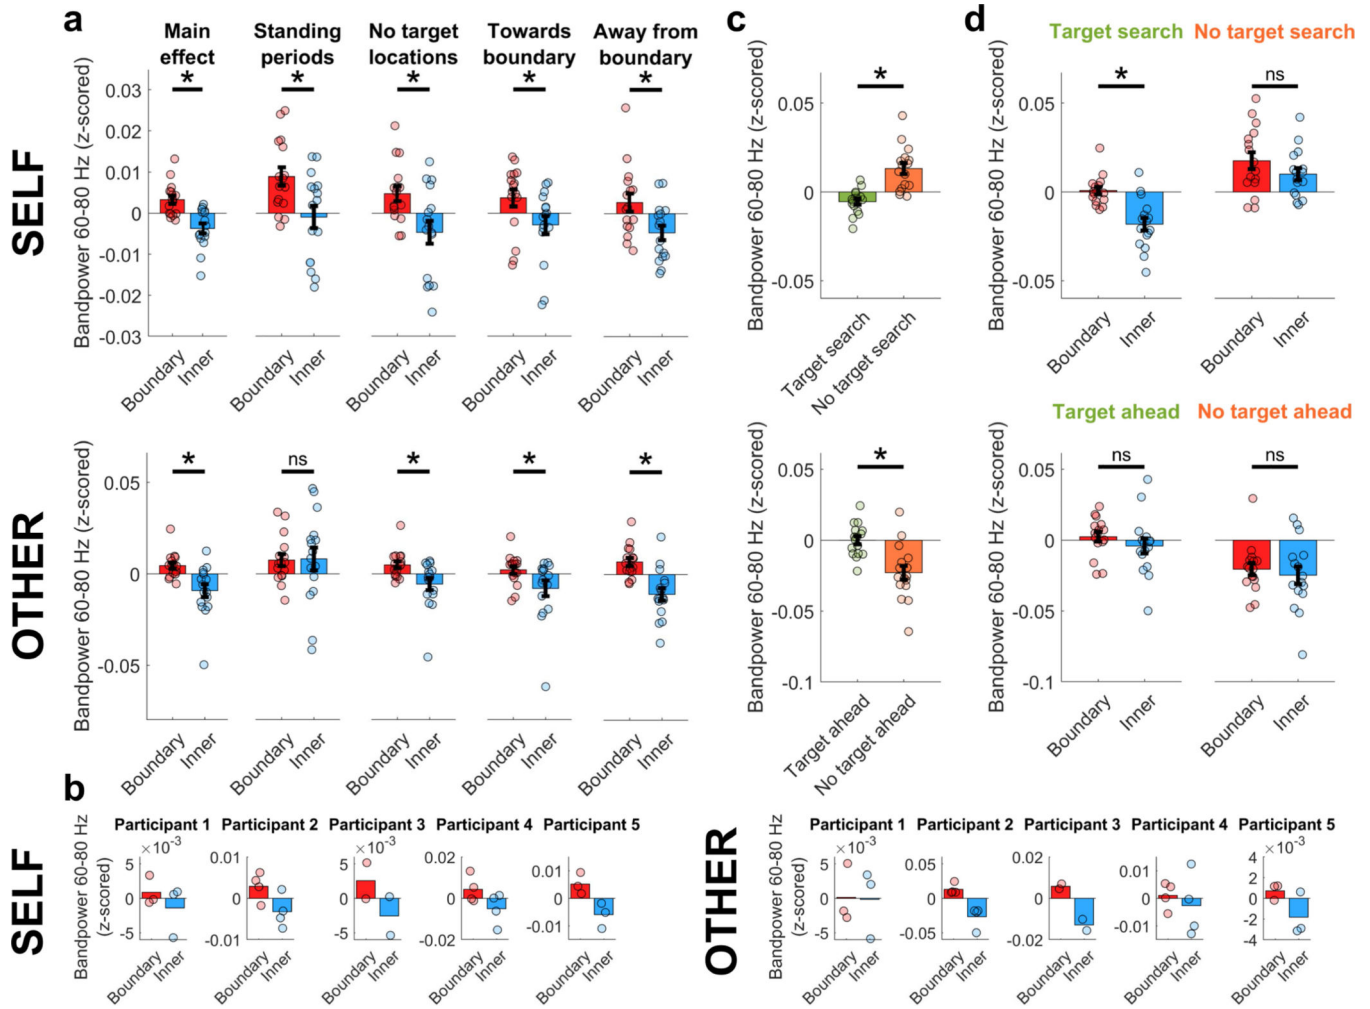 a
Main effect
Standing periods
No target locations
Towards boundary
Away from boundary
SELF
Bandpower 60-80 Hz (z-scored)
0.03
0.02
0.01
0
-0.01
-0.02
-0.03
*
*
*
*
*
Boundary
Inner
Boundary
Inner
Boundary
Inner
Boundary
Inner
Boundary
Inner
c
Bandpower 60-80 Hz (z-scored)
0.05
0
-0.05
*
Target search
No target search
d
Target search
No target search
Bandpower 60-80 Hz (z-scored)
0.05
0
-0.05
*
ns
Boundary
Inner
Boundary
Inner
OTHER
Bandpower 60-80 Hz (z-scored)
0.05
0
-0.05
*
ns
*
*
*
Boundary
Inner
Boundary
Inner
Boundary
Inner
Boundary
Inner
Boundary
Inner
Bandpower 60-80 Hz (z-scored)
0.05
0
-0.05
-0.1
*
Target ahead
No target ahead
Target ahead
No target ahead
Bandpower 60-80 Hz (z-scored)
0.05
0
-0.05
-0.1
ns
ns
Boundary
Inner
Boundary
Inner
b
SELF
Bandpower 60-80 Hz
(z-scored)
Participant 1
×10⁻³
5
0
-5
Boundary
Inner
Participant 2
0.01
0
-0.01
Boundary
Inner
Participant 3
×10⁻³
5
0
-5
Boundary
Inner
Participant 4
0.02
0
-0.02
Boundary
Inner
Participant 5
0.01
0
-0.01
Boundary
Inner
OTHER
Bandpower 60-80 Hz
(z-scored)
Participant 1
×10⁻³
5
0
-5
Boundary
Inner
Participant 2
0.05
0
-0.05
Boundary
Inner
Participant 3
0.02
0
-0.02
Boundary
Inner
Participant 4
0.01
0
-0.01
Boundary
Inner
Participant 5
×10⁻³
4
2
0
-2
-4
Boundary
Inner